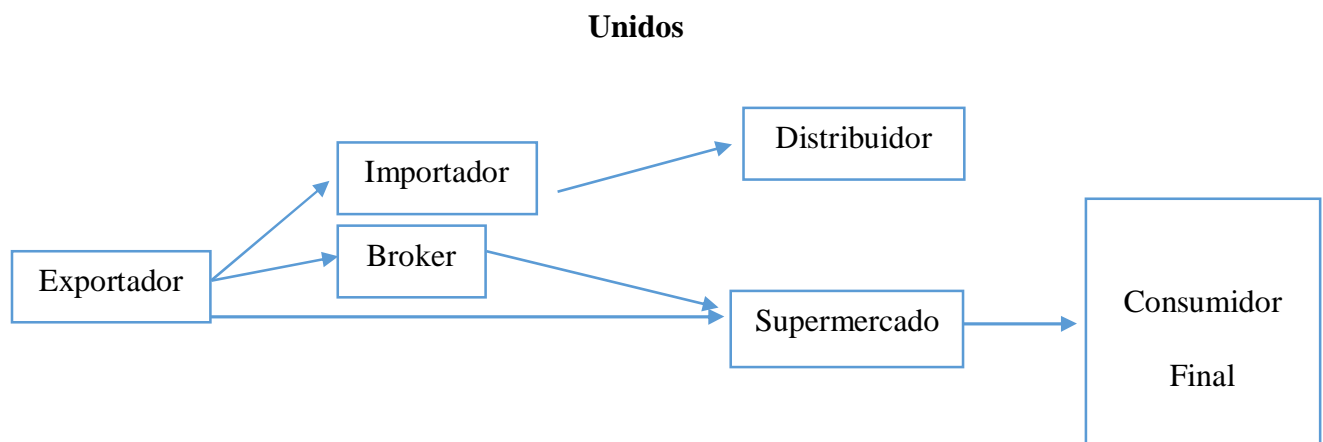 Unidos
Distribuidor
Importador
Broker
Exportador
Supermercado
Consumidor
Final